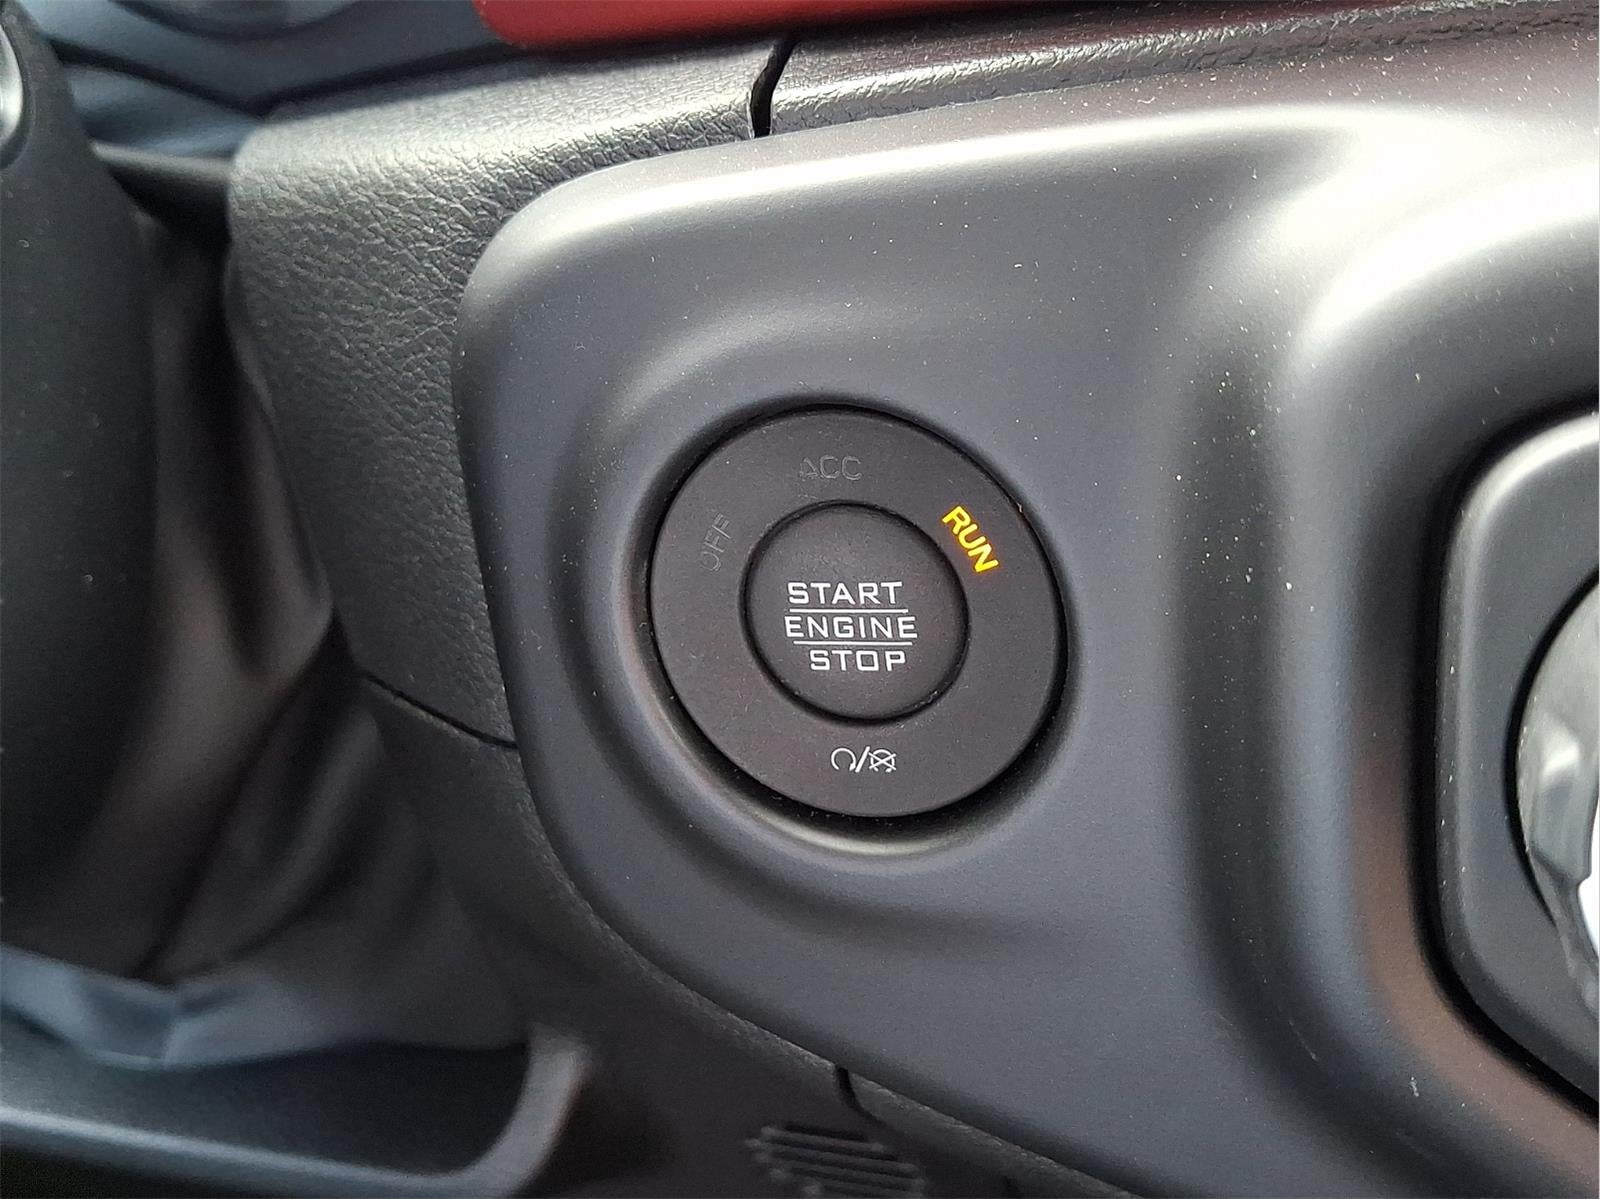 ACC
OFF
RUN
START
ENGINE
STOP